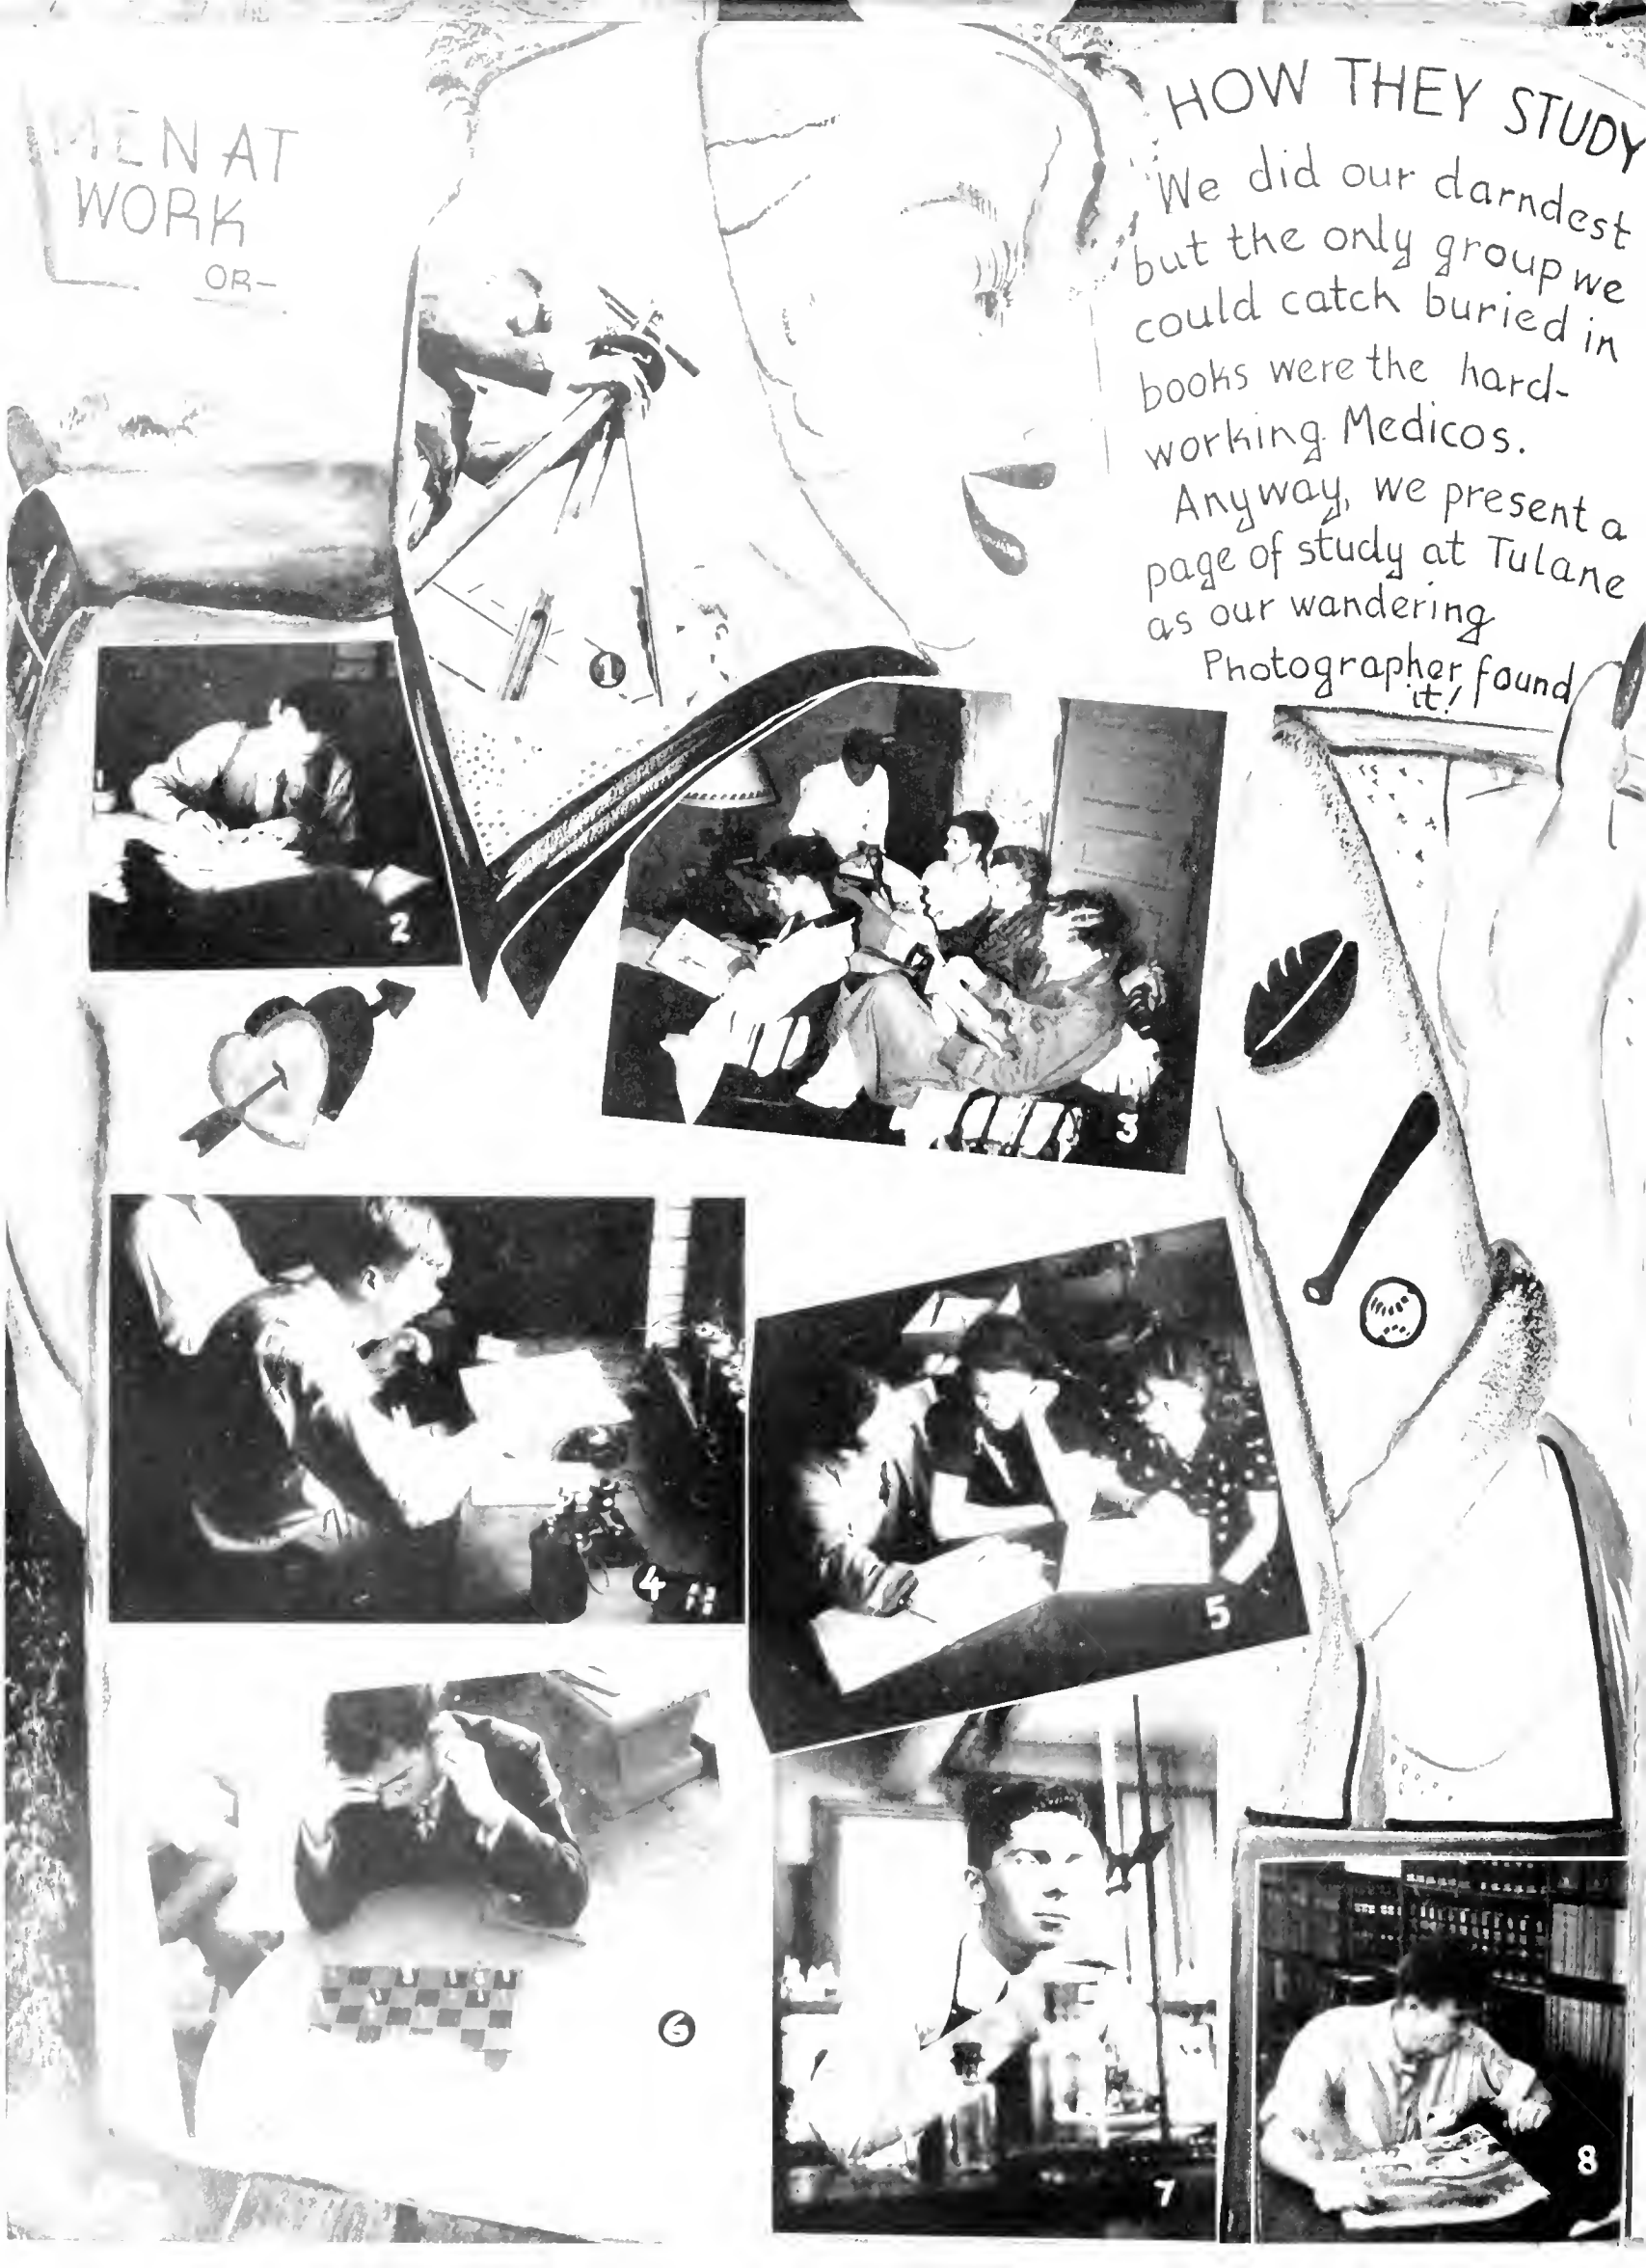 MEN AT
WORK
OR-
HOW THEY STUDY
We did our darndest
but the only group we
could catch buried in
books were the hard-
working Medicos.
Anyway, we present a
page of study at Tulane
as our wandering
Photographer found
it!
1
2
3
4
5
6
7
8